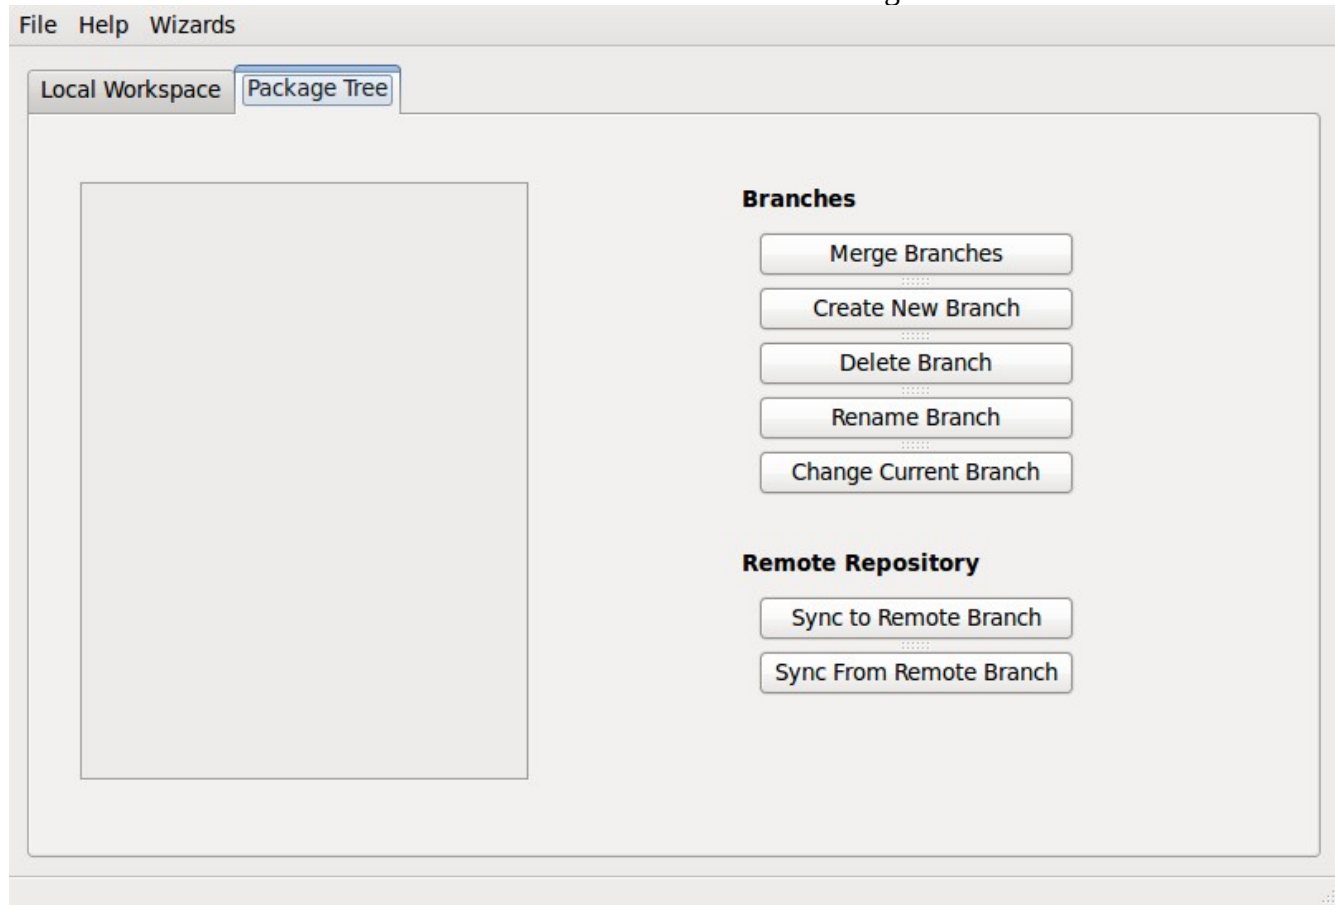 File Help Wizards
Local Workspace Package Tree
Branches
Merge Branches
Create New Branch
Delete Branch
Rename Branch
Change Current Branch
Remote Repository
Sync to Remote Branch
Sync From Remote Branch